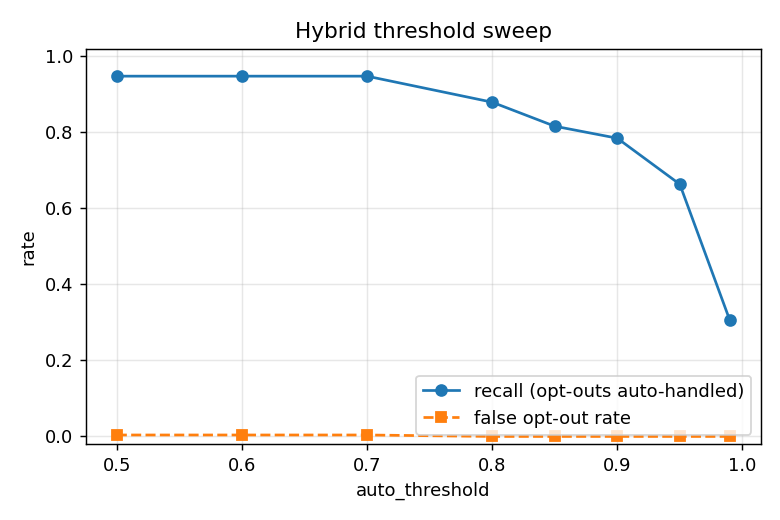 Hybrid threshold sweep
1.0
0.8
0.6
0.4
0.2
0.0
rate
recall (opt-outs auto-handled)
false opt-out rate
0.5 0.6 0.7 0.8 0.9 1.0
auto_threshold